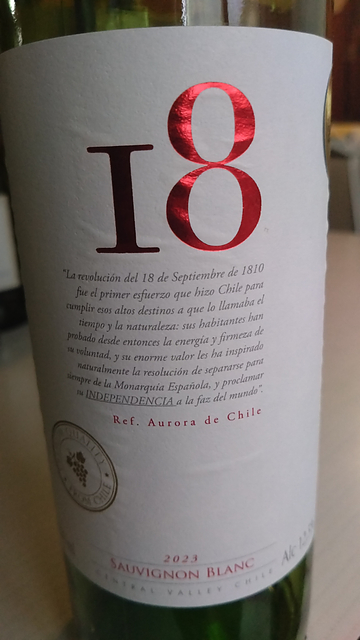 18
"La revolución del 18 de Septiembre de 1810
fue el primer esfuerzo que hizo Chile para
cumplir esos altos destinos a que lo llamaba el
tiempo y la naturaleza: sus habitantes han
probado desde entonces la energía y firmeza de
su voluntad, y su enorme valor les ha inspirado
naturalmente la resolución de separarse para
siempre de la Monarquía Española, y proclamar
su INDEPENDENCIA a la faz del mundo".
Ref. Aurora de Chile
2023
SAUVIGNON BLANC
CENTRAL VALLEY CHILE
Alc